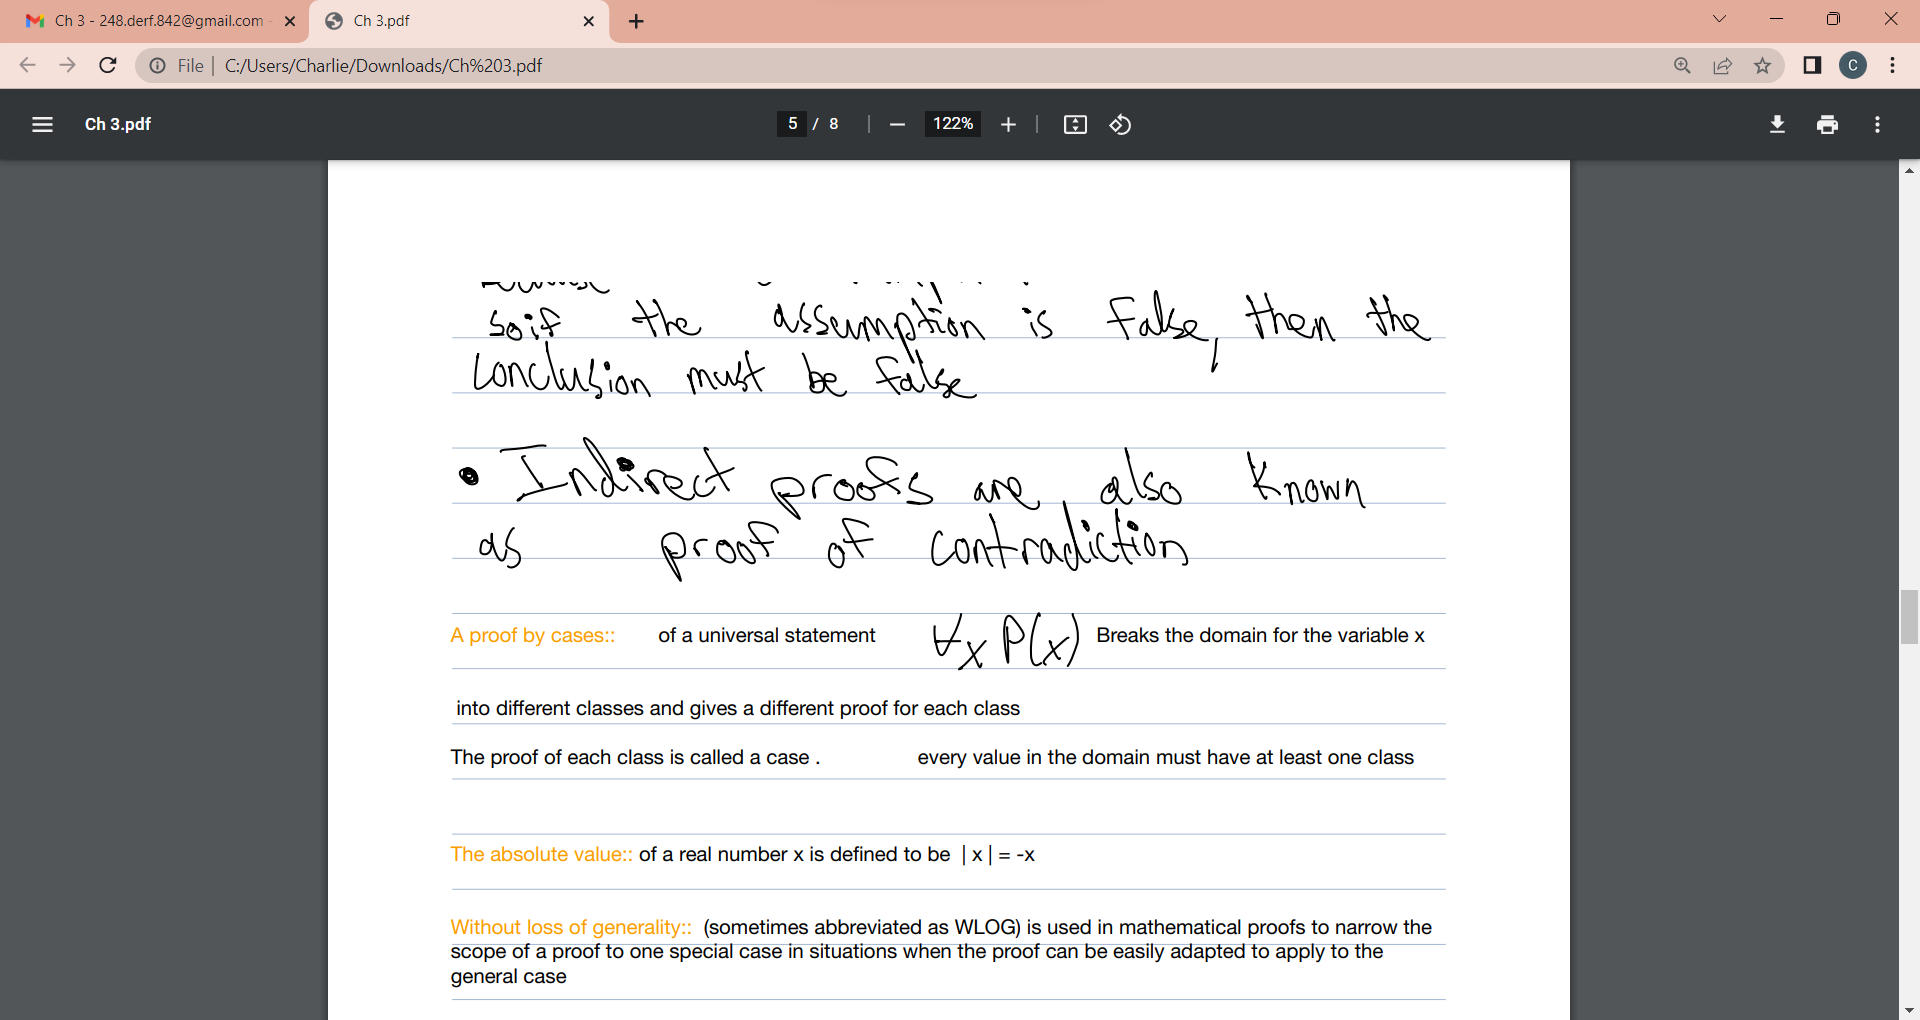 Ch 3 - 248.derf.842@gmail.com -
Ch 3.pdf
File | C:/Users/Charlie/Downloads/Ch%203.pdf
C
Ch 3.pdf
5 / 8
122%
so if the assumption is false, then the
conclusion must be false
• Indirect proofs are also known
as proof of contradiction
A proof by cases:: of a universal statement ∀x P(x) Breaks the domain for the variable x
into different classes and gives a different proof for each class
The proof of each class is called a case . every value in the domain must have at least one class
The absolute value:: of a real number x is defined to be | x | = -x
Without loss of generality:: (sometimes abbreviated as WLOG) is used in mathematical proofs to narrow the
scope of a proof to one special case in situations when the proof can be easily adapted to apply to the
general case